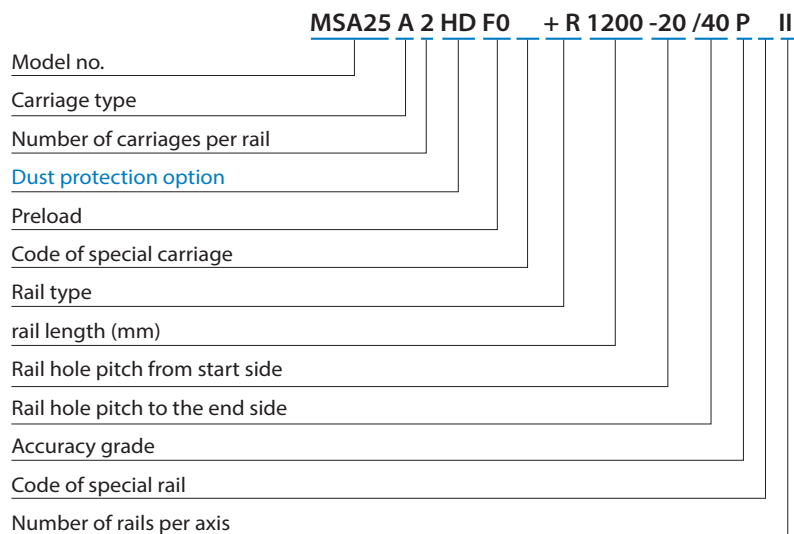 MSA25 A 2 HD F0 + R 1200 -20 /40 P II
Model no.
Carriage type
Number of carriages per rail
Dust protection option
Preload
Code of special carriage
Rail type
rail length (mm)
Rail hole pitch from start side
Rail hole pitch to the end side
Accuracy grade
Code of special rail
Number of rails per axis